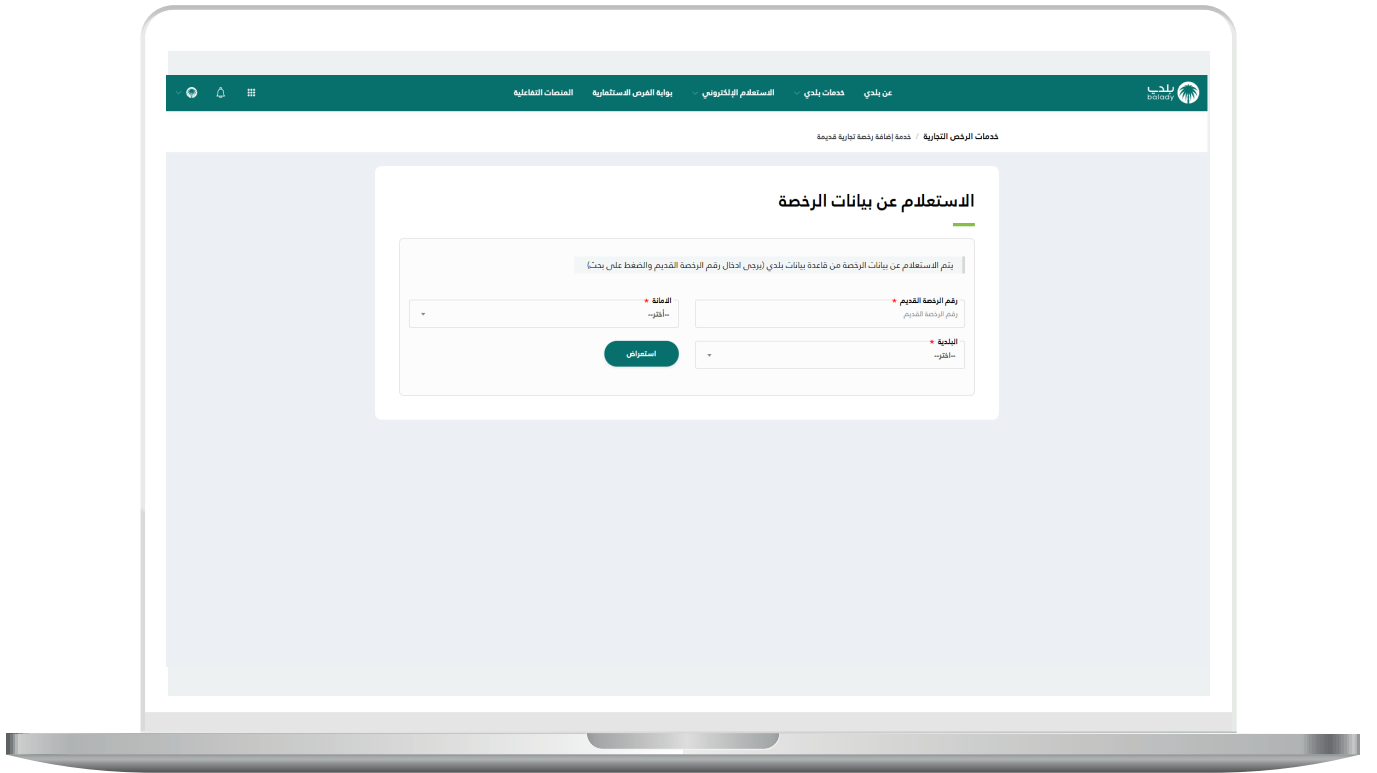 بلدي
balady
عن بلدي
خدمات بلدي
الاستعلام الإلكتروني
بوابة الفرص الاستثمارية
المنصات التفاعلية
خدمات الرخص التجارية / خدمة إضافة رخصة تجارية قديمة
الاستعلام عن بيانات الرخصة
يتم الاستعلام عن بيانات الرخصة من قاعدة بيانات بلدي (يرجى ادخال رقم الرخصة القديم والضغط على بحث)
رقم الرخصة القديم *
رقم الرخصة القديم
الامانة *
--أختر--
البلدية *
--اختر--
استعراض